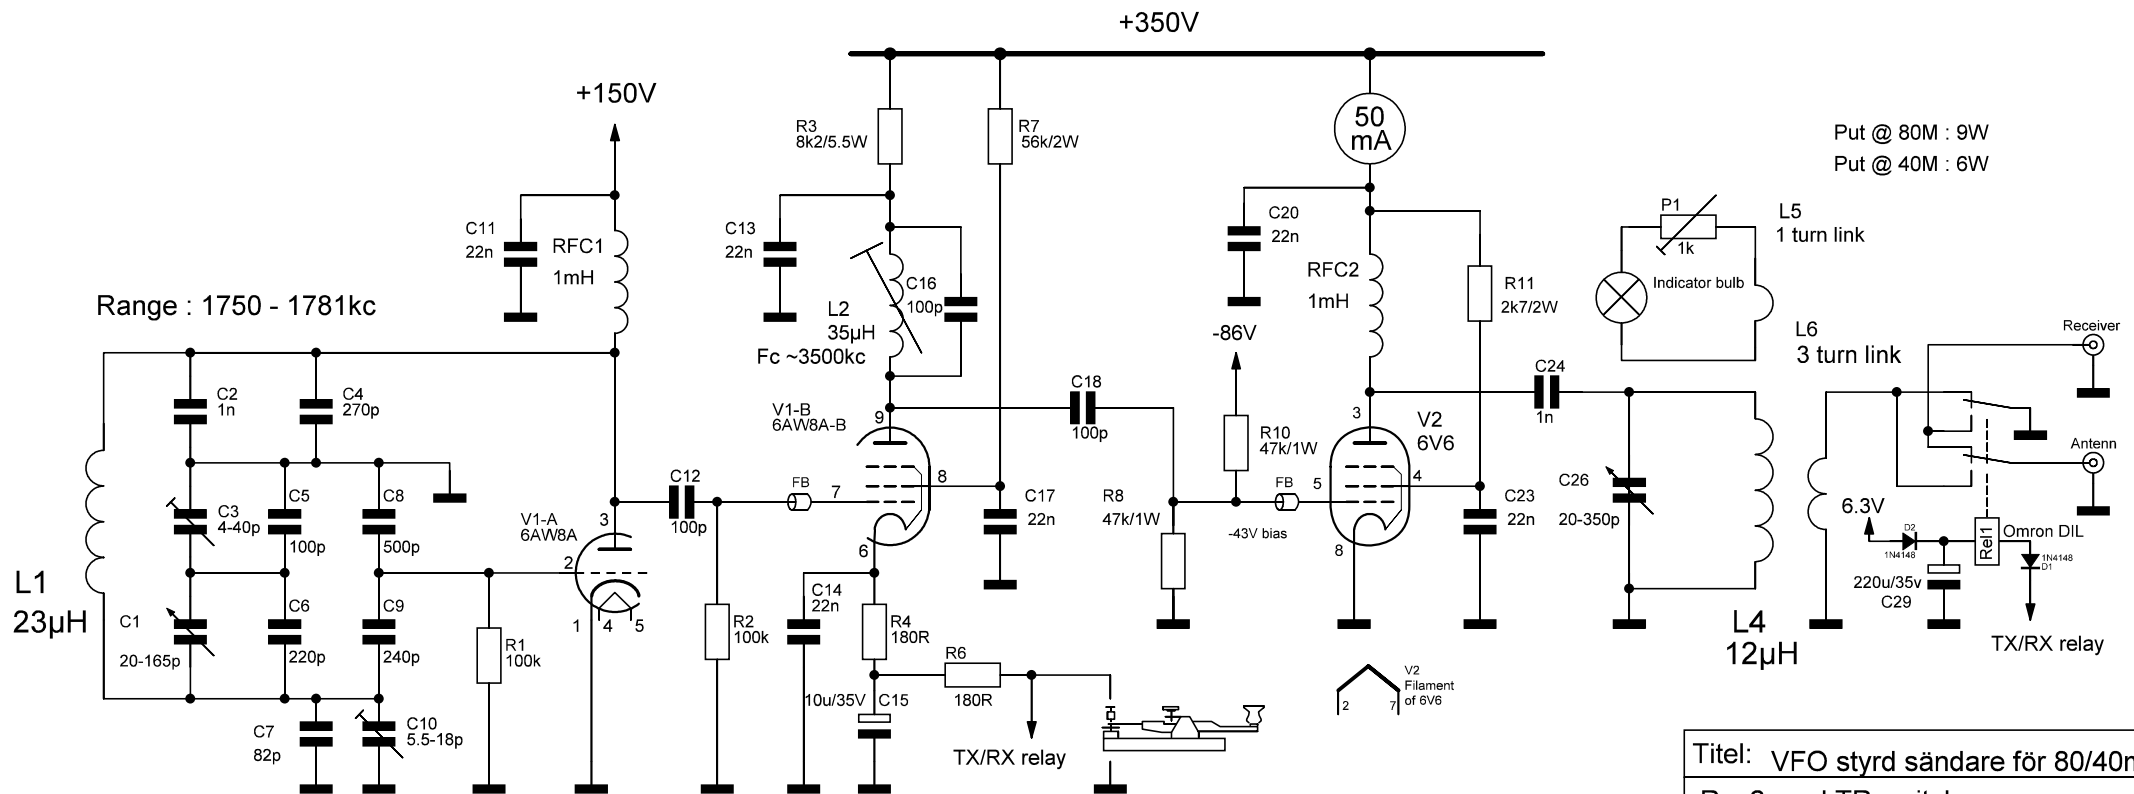 +350V
+150V
50
mA
R3
8k2/5.5W
R7
56k/2W
Put @ 80M : 9W
Put @ 40M : 6W
C11
22n
RFC1
1mH
C13
22n
C16
100p
L2
35µH
Fc ~3500kc
C20
22n
RFC2
1mH
R11
2k7/2W
P1
1k
L5
1 turn link
Indicator bulb
Range : 1750 - 1781kc
-86V
L6
3 turn link
Receiver
C2
1n
C4
270p
V1-B
6AW8A-B
9
C18
100p
R10
47k/1W
3
V2
6V6
C24
1n
Antenn
C3
4-40p
C5
100p
C8
500p
V1-A
6AW8A
3
C12
100p
FB
7
8
C17
22n
R8
47k/1W
FB
5
4
-43V bias
8
C23
22n
C26
20-350p
6.3V
D2
1N4148
Rel1
Omron DIL
1N4148
D1
220u/35v
C29
TX/RX relay
L1
23µH
C1
20-165p
C6
220p
C9
240p
R1
100k
2
1
4
5
R2
100k
6
C14
22n
R4
180R
R6
180R
10u/35V
C15
TX/RX relay
L4
12µH
V2
Filament
of 6V6
2
7
C7
82p
C10
5.5-18p
Titel:
VFO styrd sändare för 80/40m